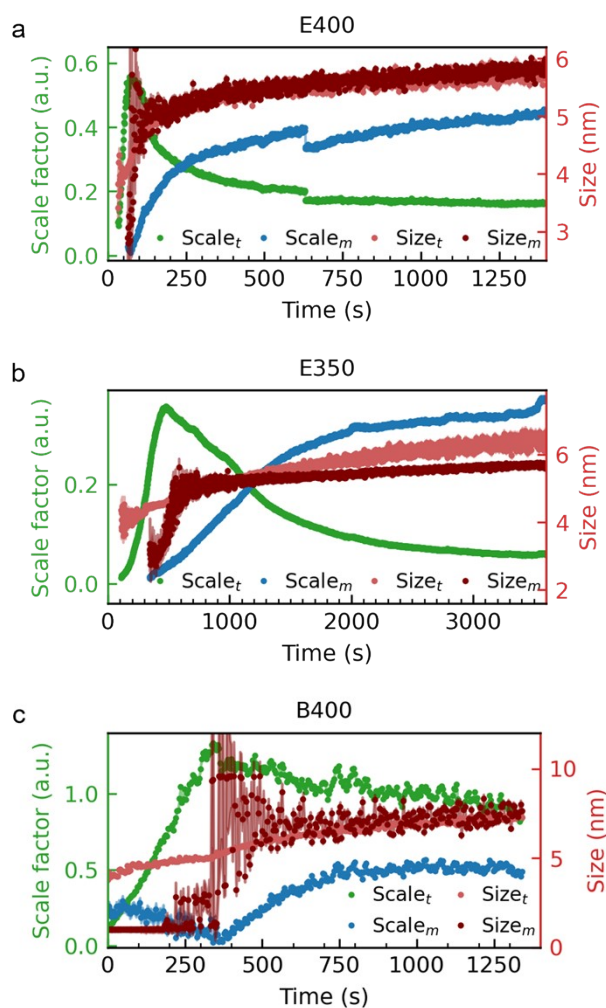 a
E400
Scale factor (a.u.)
0.6
0.4
0.2
0.0
Size (nm)
6
5
4
3
Scale_t Scale_m Size_t Size_m
250 500 750 1000 1250
Time (s)
b
E350
Scale factor (a.u.)
0.2
0.0
Size (nm)
6
4
2
Scale_t Scale_m Size_t Size_m
1000 2000 3000
Time (s)
c
B400
Scale factor (a.u.)
1.0
0.5
0.0
Size (nm)
10
5
0
Scale_t Size_t
Scale_m Size_m
0 250 500 750 1000 1250
Time (s)